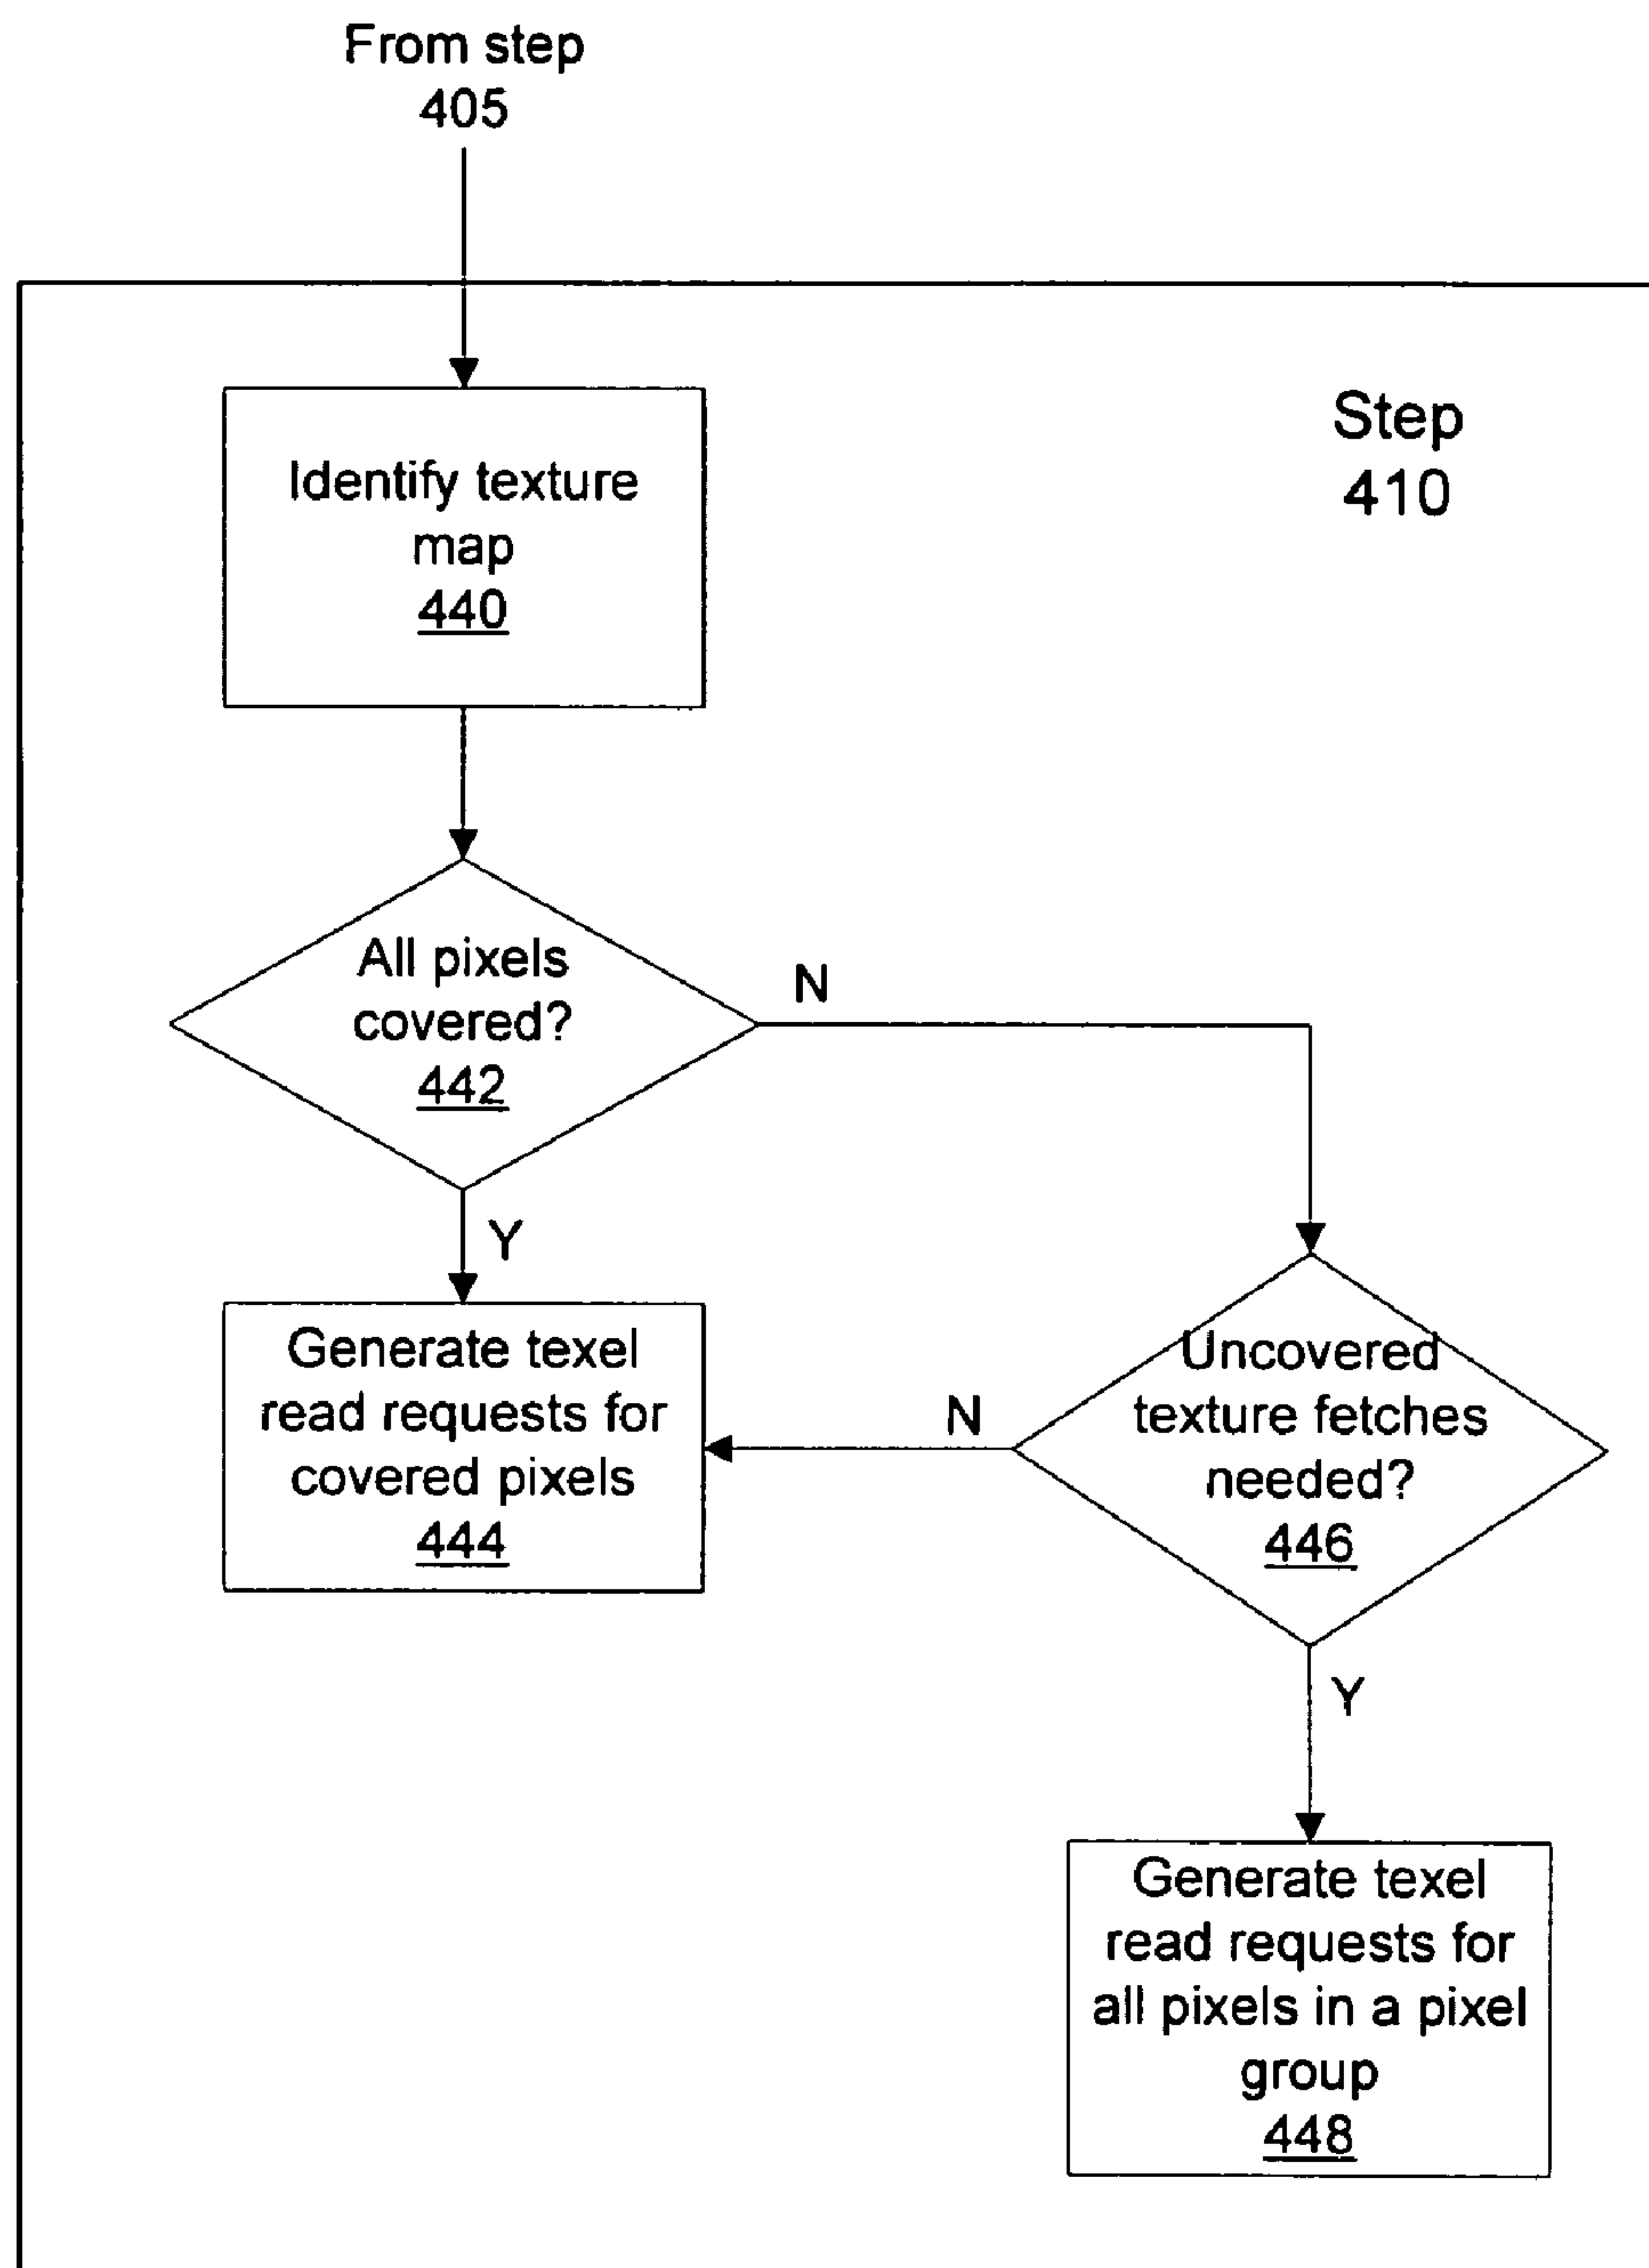 From step
405
Step
410
Identify texture
map
440
All pixels
covered?
442
N
Y
Generate texel
read requests for
covered pixels
444
N
Uncovered
texture fetches
needed?
446
Y
Generate texel
read requests for
all pixels in a pixel
group
448